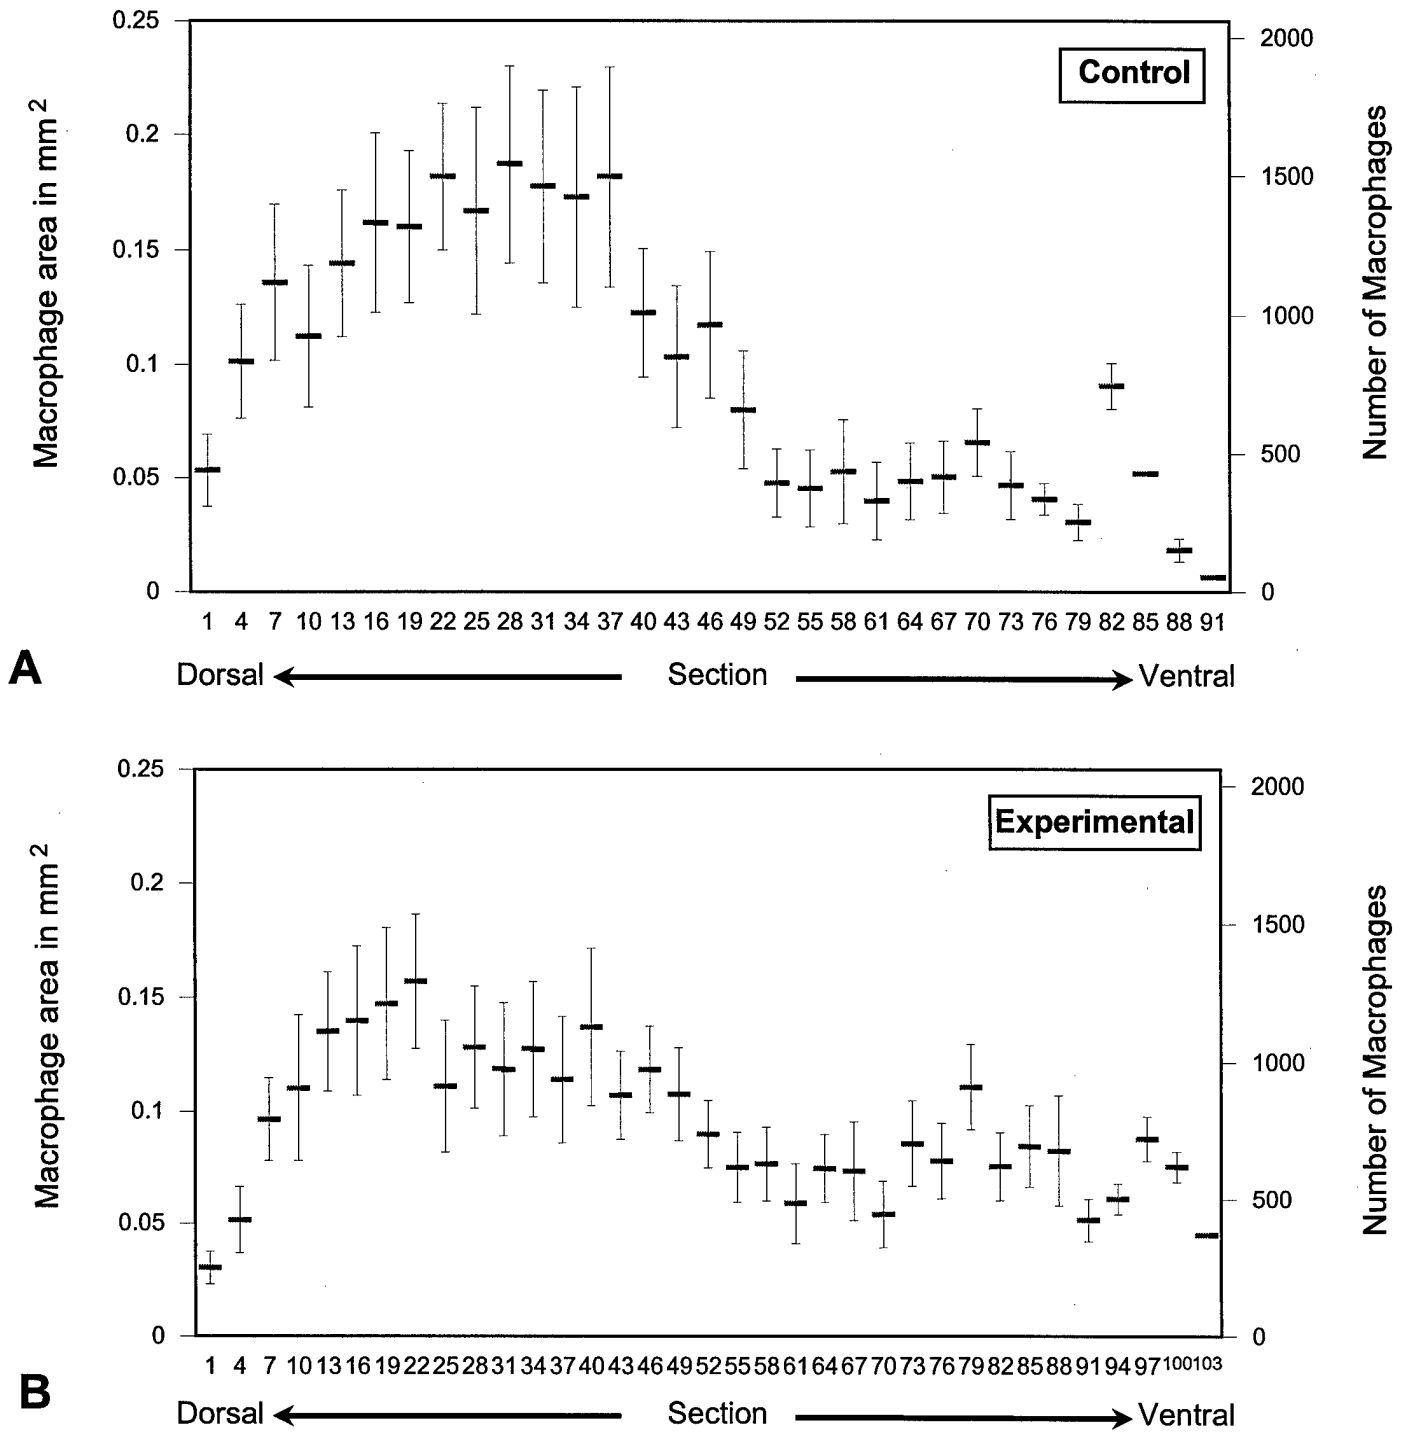 0.25
0.2
0.15
0.1
0.05
0
Macrophage area in mm2
2000
1500
1000
500
0
Number of Macrophages
Control
1 4 7 10 13 16 19 22 25 28 31 34 37 40 43 46 49 52 55 58 61 64 67 70 73 76 79 82 85 88 91
A
Dorsal Section Ventral
0.25
0.2
0.15
0.1
0.05
0
Macrophage area in mm2
2000
1500
1000
500
0
Number of Macrophages
Experimental
1 4 7 10 13 16 19 22 25 28 31 34 37 40 43 46 49 52 55 58 61 64 67 70 73 76 79 82 85 88 91 94 97 100 103
B
Dorsal Section Ventral